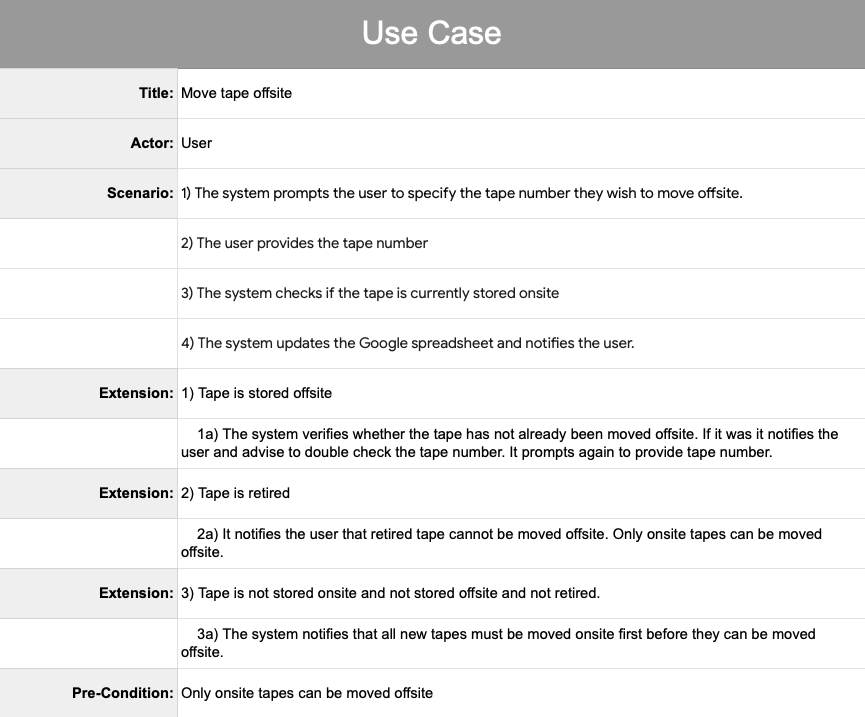 Use Case
Title: Move tape offsite
Actor: User
Scenario: 1) The system prompts the user to specify the tape number they wish to move offsite.
2) The user provides the tape number
3) The system checks if the tape is currently stored onsite
4) The system updates the Google spreadsheet and notifies the user.
Extension: 1) Tape is stored offsite
1a) The system verifies whether the tape has not already been moved offsite. If it was it notifies the
user and advise to double check the tape number. It prompts again to provide tape number.
Extension: 2) Tape is retired
2a) It notifies the user that retired tape cannot be moved offsite. Only onsite tapes can be moved
offsite.
Extension: 3) Tape is not stored onsite and not stored offsite and not retired.
3a) The system notifies that all new tapes must be moved onsite first before they can be moved
offsite.
Pre-Condition: Only onsite tapes can be moved offsite